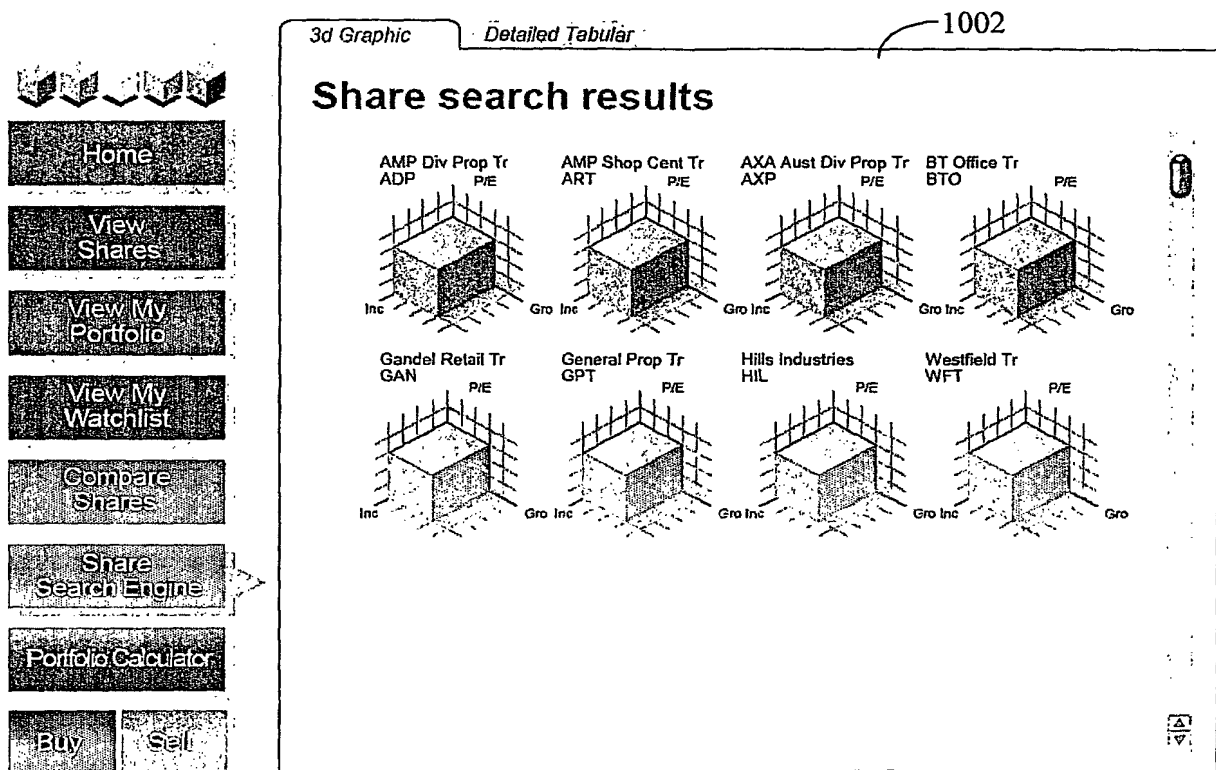 3d Graphic
Detailed Tabular
1002
Share search results
Home
View
Shares
View My
Portfolio
View My
Watchlist
Compare
Shares
Share
Search Engine
Portfolio Calculator
Buy
Sell
AMP Div Prop Tr
ADP
P/E
Inc
Gro
AMP Shop Cent Tr
ART
P/E
Inc
Gro
AXA Aust Div Prop Tr
AXP
P/E
Inc
Gro
BT Office Tr
BTO
P/E
Inc
Gro
Gandel Retail Tr
GAN
P/E
Inc
Gro
General Prop Tr
GPT
P/E
Inc
Gro
Hills Industries
HIL
P/E
Inc
Gro
Westfield Tr
WFT
P/E
Inc
Gro